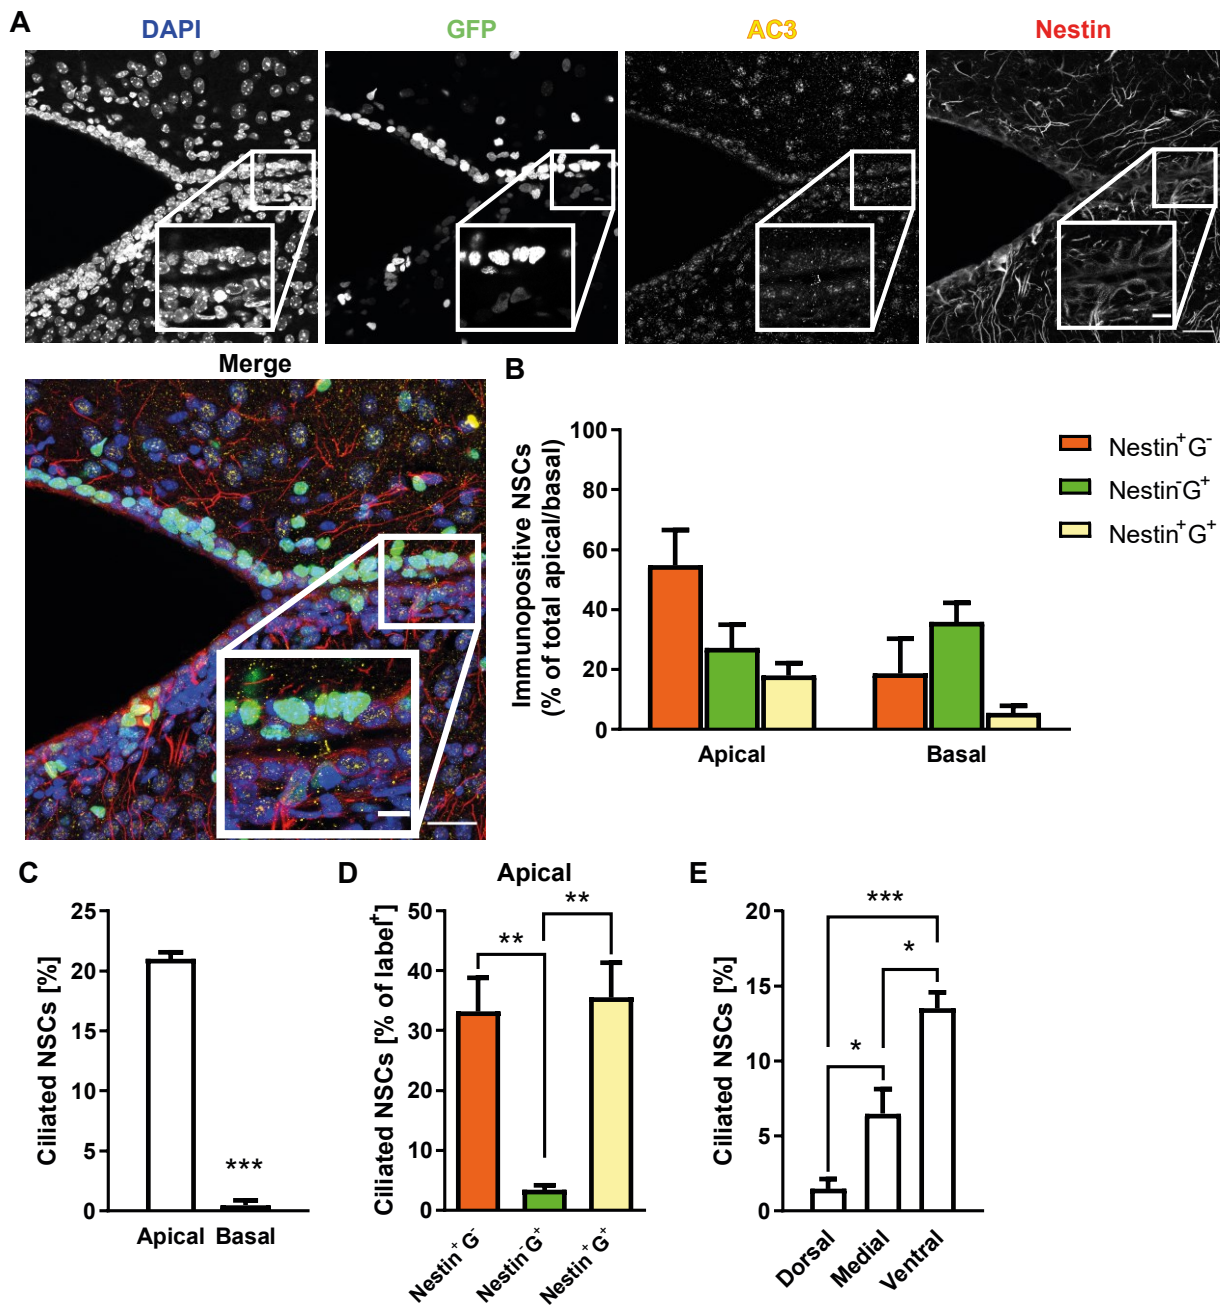 A
DAPI GFP AC3 Nestin
Merge
B
Immunopositive NSCs
(% of total apical/basal)
100
80
60
40
20
0
Apical Basal
Nestin⁺G⁻
Nestin⁻G⁺
Nestin⁺G⁺
C
Ciliated NSCs [%]
25
20
15
10
5
0
***
Apical Basal
D
Apical
Ciliated NSCs [% of label⁺]
50
40
30
20
10
0
**
**
Nestin⁺G⁻
Nestin⁻G⁺
Nestin⁺G⁺
E
Ciliated NSCs [%]
20
15
10
5
0
***
*
*
Dorsal
Medial
Ventral